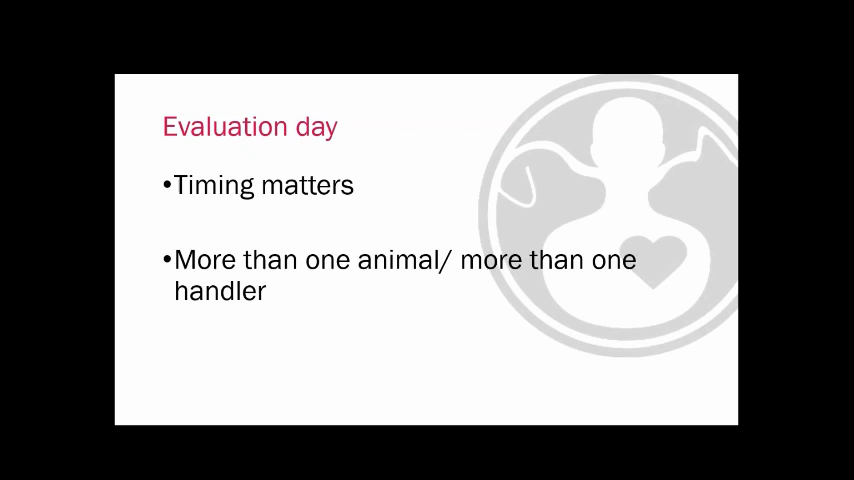 Evaluation day
•Timing matters
•More than one animal/ more than one
handler